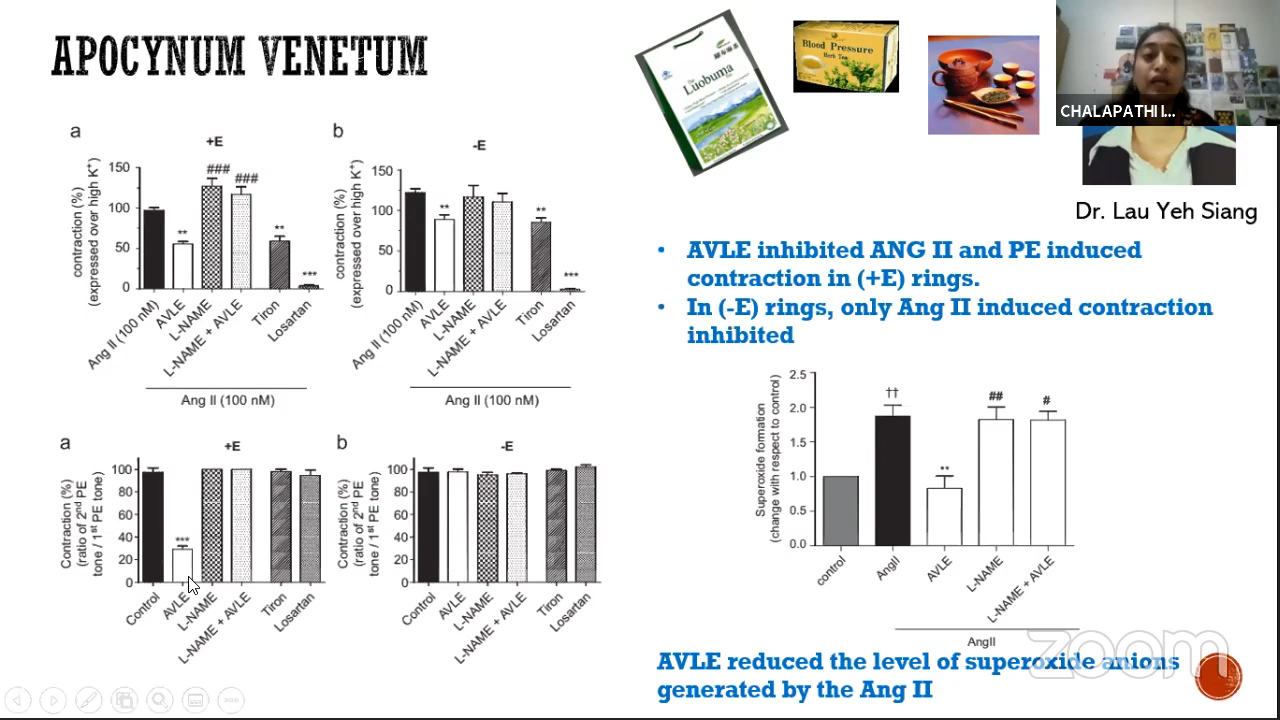 APOCYNUM VENETUM
Luobuma
Blood Pressure
Herb Tea
CHALAPATHI I...
Dr. Lau Yeh Siang
a
+E
contraction (%)
(expressed over high K⁺)
150
100
50
0
**
###
###
**
***
Ang II (100 nM)
AVLE
L-NAME
L-NAME + AVLE
Tiron
Losartan
Ang II (100 nM)
b
-E
contraction (%)
(expressed over high K⁺)
150
100
50
0
**
**
***
Ang II (100 nM)
AVLE
L-NAME
L-NAME + AVLE
Tiron
Losartan
Ang II (100 nM)
• AVLE inhibited ANG II and PE induced
contraction in (+E) rings.
• In (-E) rings, only Ang II induced contraction
inhibited
a
+E
Contraction (%)
(ratio of 2ⁿᵈ PE
tone / 1ˢᵗ PE tone)
100
80
60
40
20
0
***
Control
AVLE
L-NAME
L-NAME + AVLE
Tiron
Losartan
b
-E
Contraction (%)
(ratio of 2ⁿᵈ PE
tone / 1ˢᵗ PE tone)
100
80
60
40
20
0
Control
AVLE
L-NAME
L-NAME + AVLE
Tiron
Losartan
Superoxide formation
(change with respect to control)
2.5
2.0
1.5
1.0
0.5
0.0
††
**
##
#
control
AngII
AVLE
L-NAME
L-NAME + AVLE
AngII
AVLE reduced the level of superoxide anions
generated by the Ang II
zoom